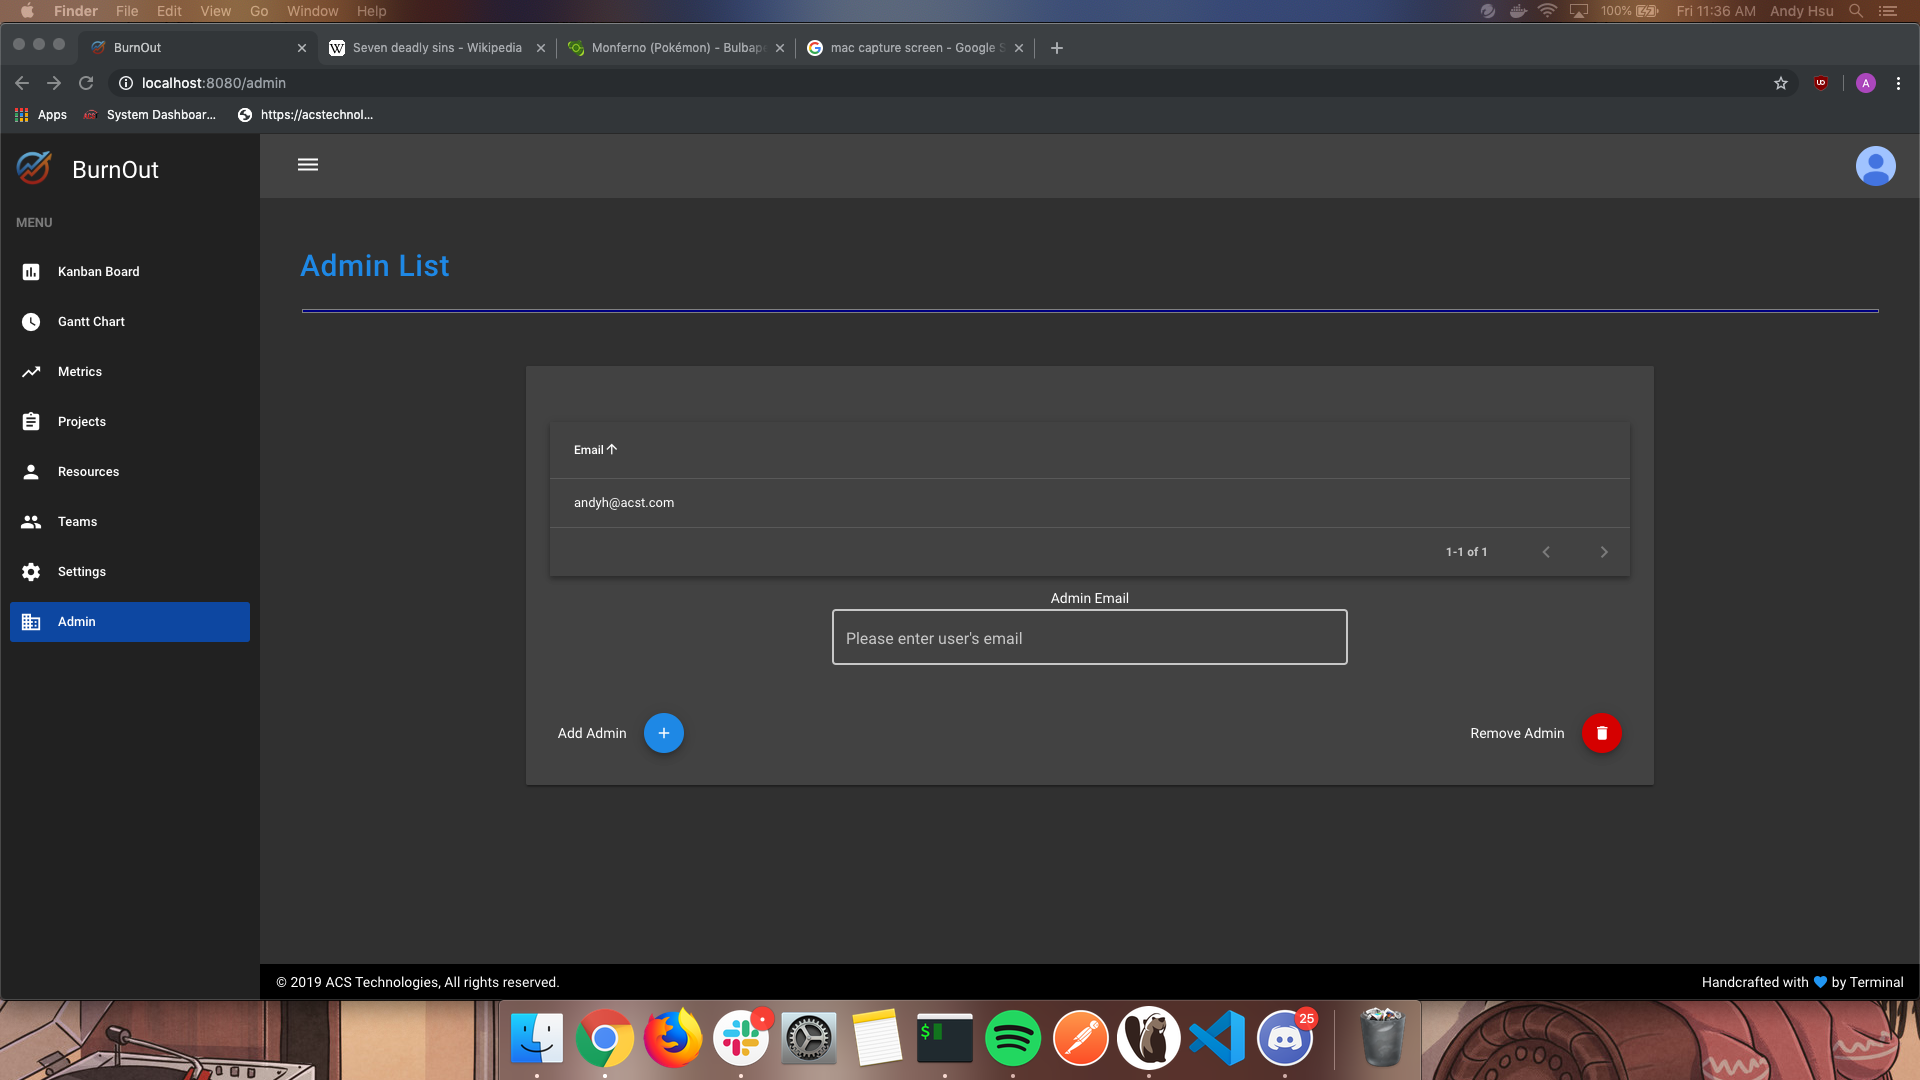 Finder File Edit View Go Window Help 100% Fri 11:36 AM Andy Hsu
BurnOut Seven deadly sins - Wikipedia Monferno (Pokémon) - Bulbape mac capture screen - Google S
localhost:8080/admin A
Apps System Dashboar... https://acstechnol...
BurnOut
MENU
Kanban Board
Gantt Chart
Metrics
Projects
Resources
Teams
Settings
Admin
Admin List
Email
andyh@acst.com
1-1 of 1
Admin Email
Please enter user's email
Add Admin
Remove Admin
© 2019 ACS Technologies, All rights reserved.
Handcrafted with 💙 by Terminal
25